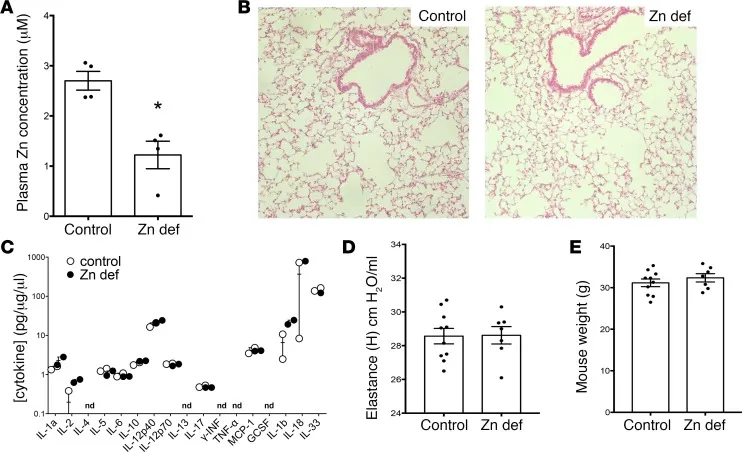 A
Plasma Zn concentration (μM)
4
3
2
1
0
*
Control
Zn def
B
Control
Zn def
C
[cytokine] (pg/μg/μl)
1000
100
10
1
0.1
control
Zn def
nd
nd
nd
nd
nd
IL-1a
IL-2
IL-4
IL-5
IL-6
IL-10
IL-12p40
IL-12p70
IL-13
IL-17
γ-INF
TNF-α
MCP-1
GCSF
IL-1b
IL-18
IL-33
D
Elastance (H) cm H2O/ml
34
32
30
28
26
24
Control
Zn def
E
Mouse weight (g)
40
30
20
10
0
Control
Zn def